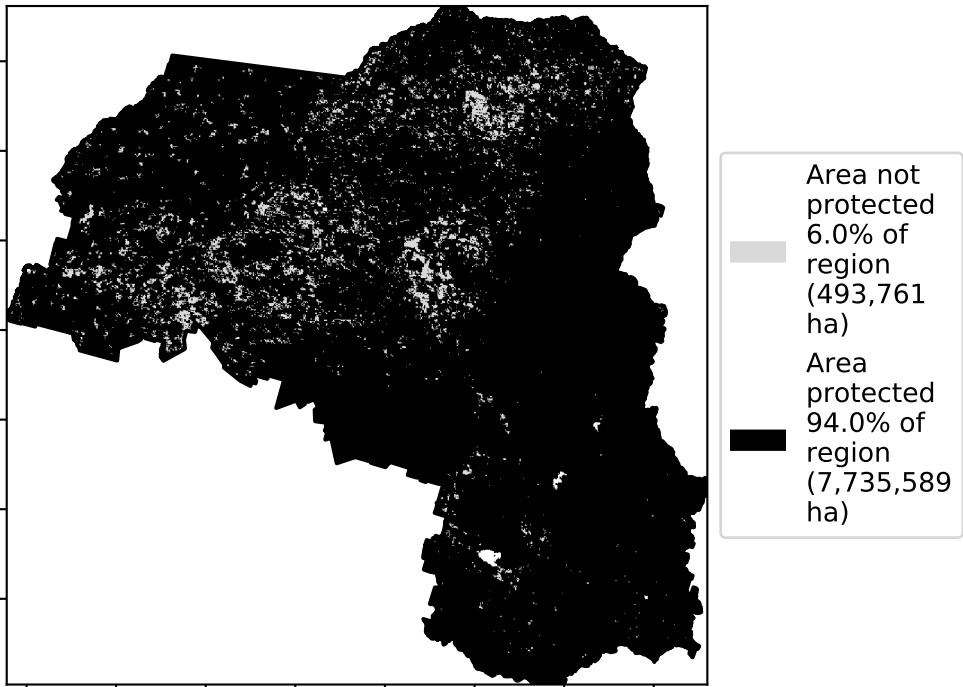 Area not
protected
6.0% of
region
(493,761
ha)
Area
protected
94.0% of
region
(7,735,589
ha)